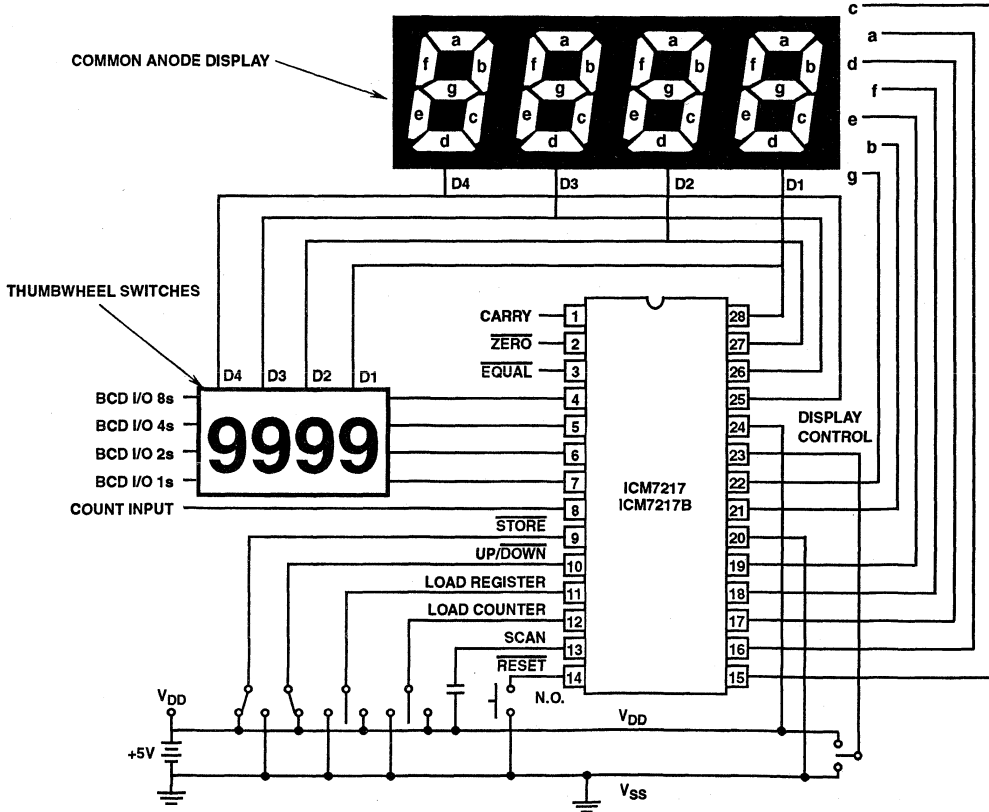 c
COMMON ANODE DISPLAY
a
a
a
a
a
f b
f b
f b
f b
d
g
g
g
g
f
e c
e c
e c
e c
e
d
d
d
d
b
g
D4 D3 D2 D1
THUMBWHEEL SWITCHES
CARRY 1 28
ZERO 2 27
EQUAL 3 26
D4 D3 D2 D1
BCD I/O 8s 4 25
BCD I/O 4s 5 24
DISPLAY
CONTROL
9999
BCD I/O 2s 6 23
BCD I/O 1s 7 22
ICM7217
ICM7217B
COUNT INPUT 8 21
STORE 9 20
UP/DOWN 10 19
LOAD REGISTER 11 18
LOAD COUNTER 12 17
SCAN 13 16
RESET 14 15
N.O.
VDD
VDD
+5V
VSS